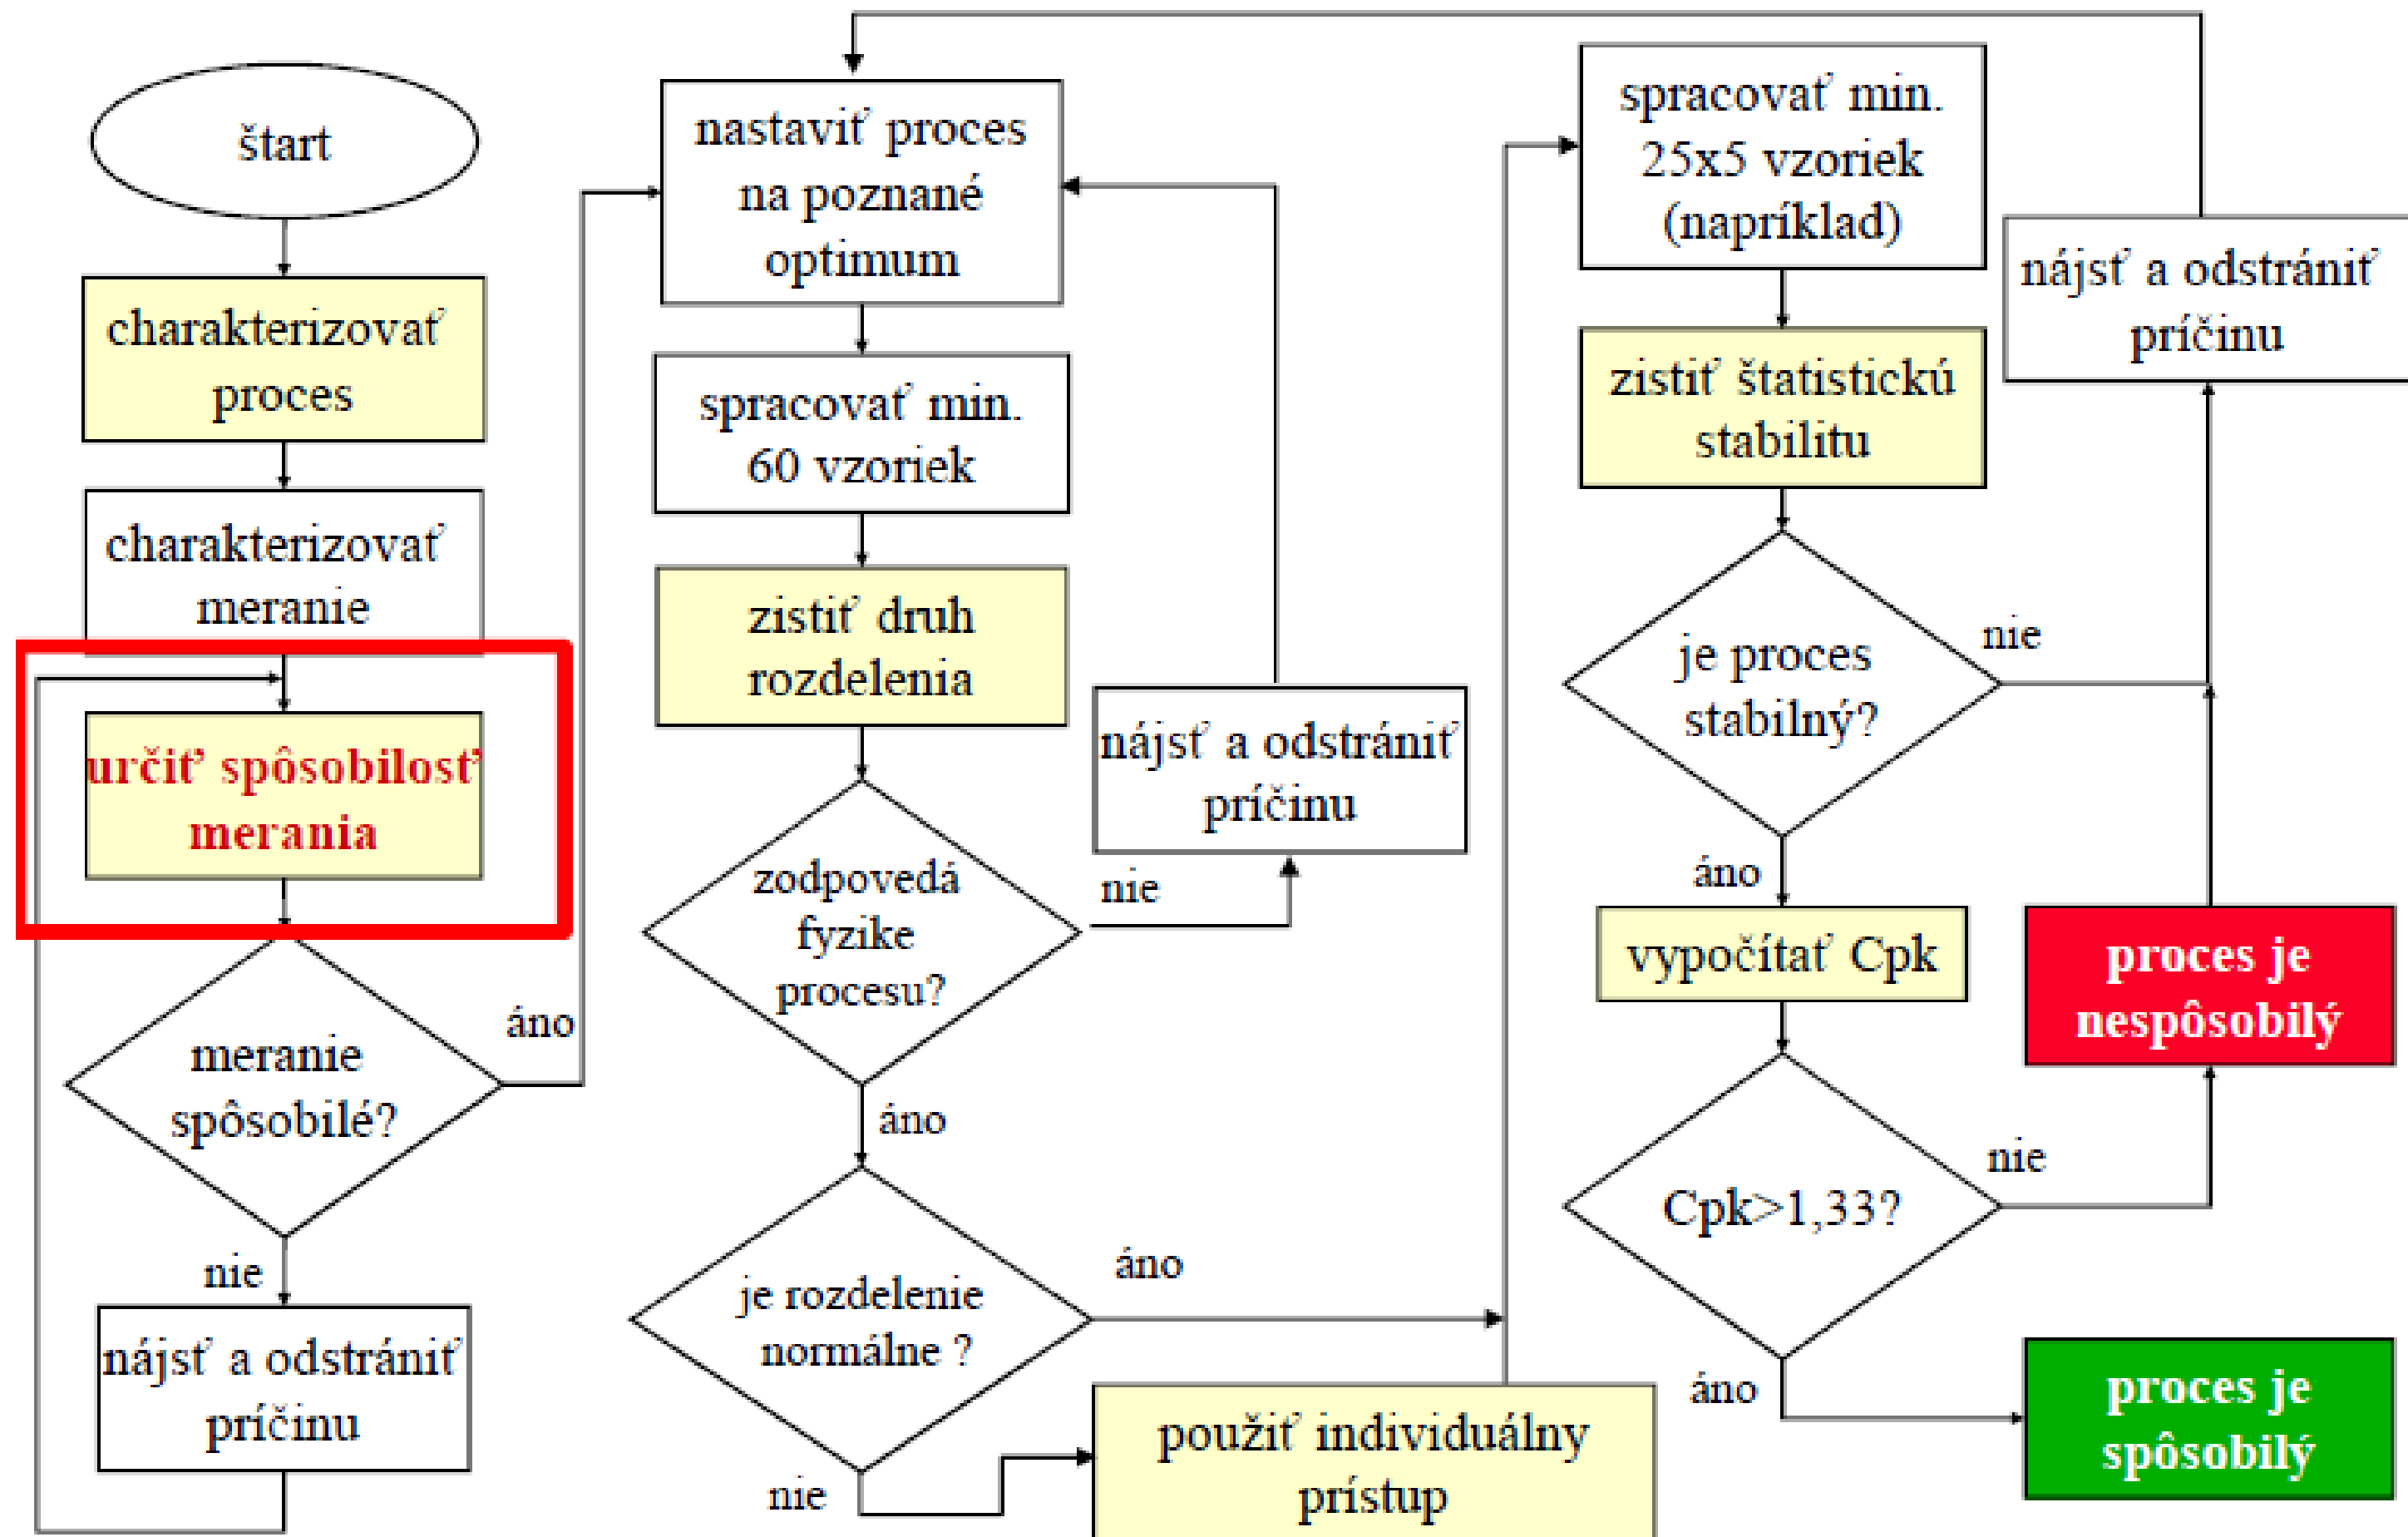 štart
charakterizovať
proces
charakterizovať
meranie
určiť spôsobilosť
merania
meranie
spôsobilé?
áno
nie
nájsť a odstrániť
príčinu
nastaviť proces
na poznané
optimum
spracovať min.
60 vzoriek
zistiť druh
rozdelenia
zodpovedá
fyzike
procesu?
nie
nájsť a odstrániť
príčinu
áno
je rozdelenie
normálne ?
áno
nie
použiť individuálny
prístup
spracovať min.
25x5 vzoriek
(napríklad)
zistiť štatistickú
stabilitu
je proces
stabilný?
nie
nájsť a odstrániť
príčinu
áno
vypočítať Cpk
Cpk>1,33?
nie
proces je
nespôsobilý
áno
proces je
spôsobilý